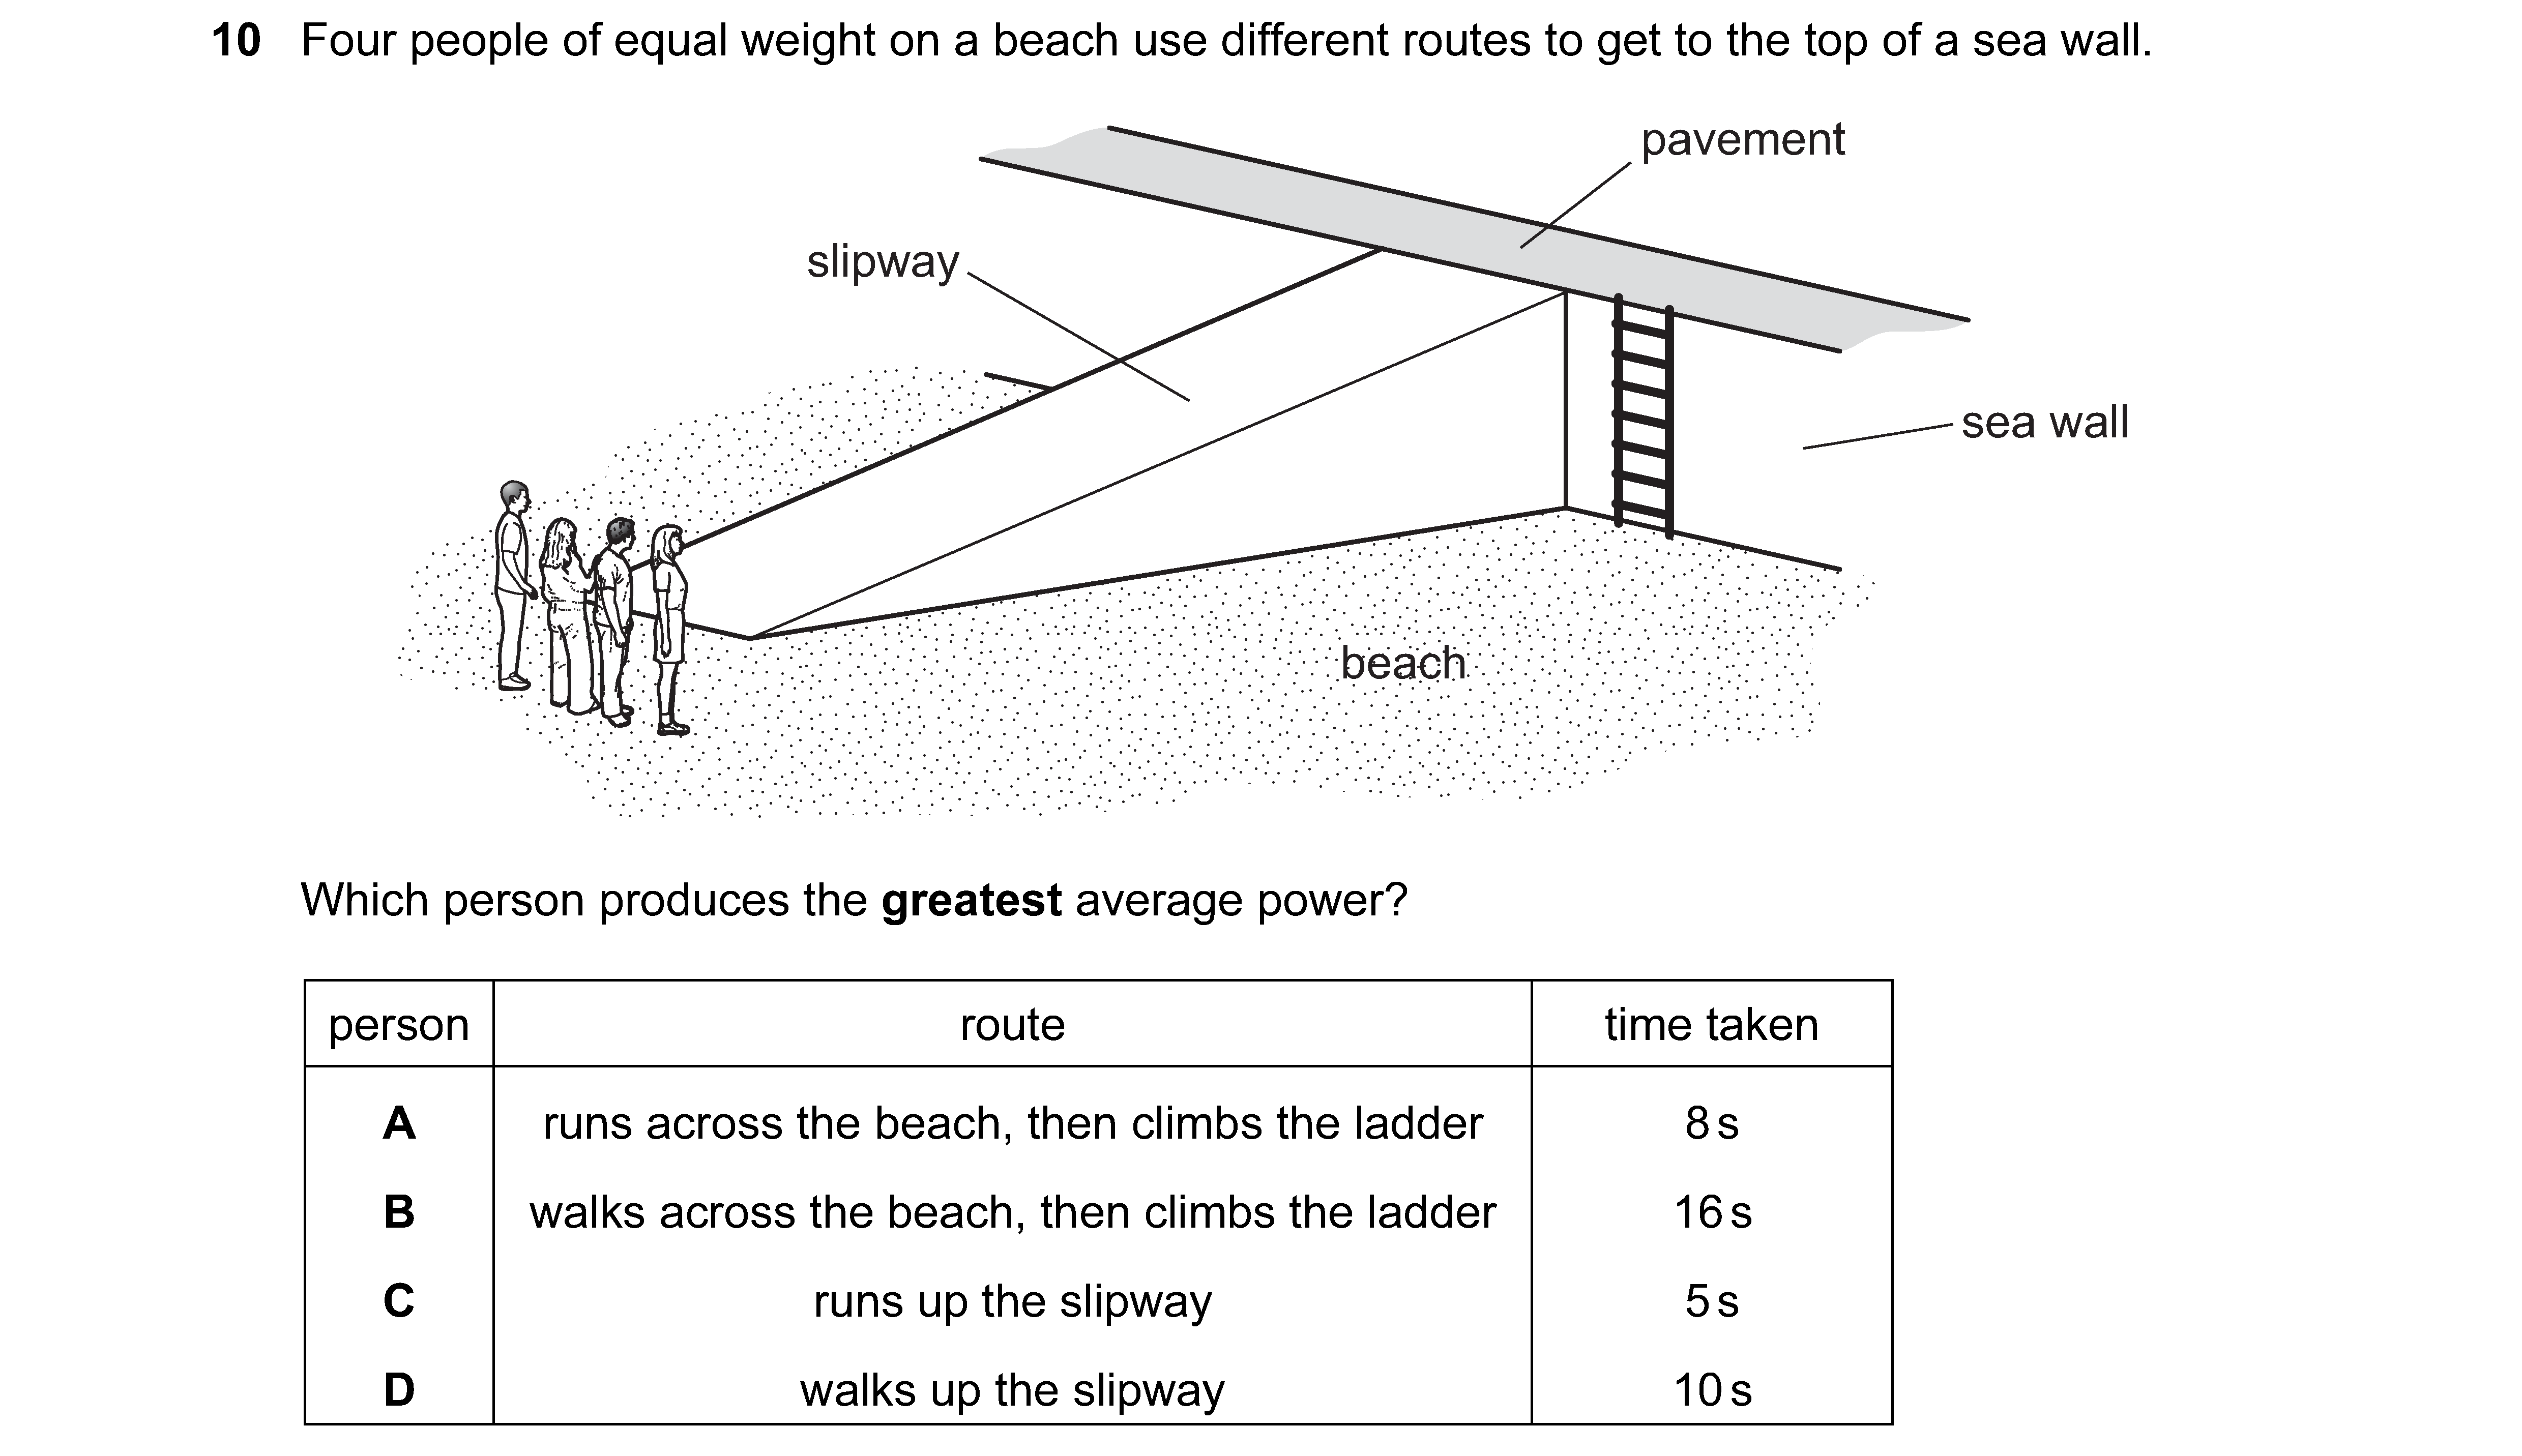 10 Four people of equal weight on a beach use different routes to get to the top of a sea wall.
pavement
slipway
sea wall
beach
Which person produces the greatest average power?
person route time taken
A runs across the beach, then climbs the ladder 8 s
B walks across the beach, then climbs the ladder 16 s
C runs up the slipway 5 s
D walks up the slipway 10 s